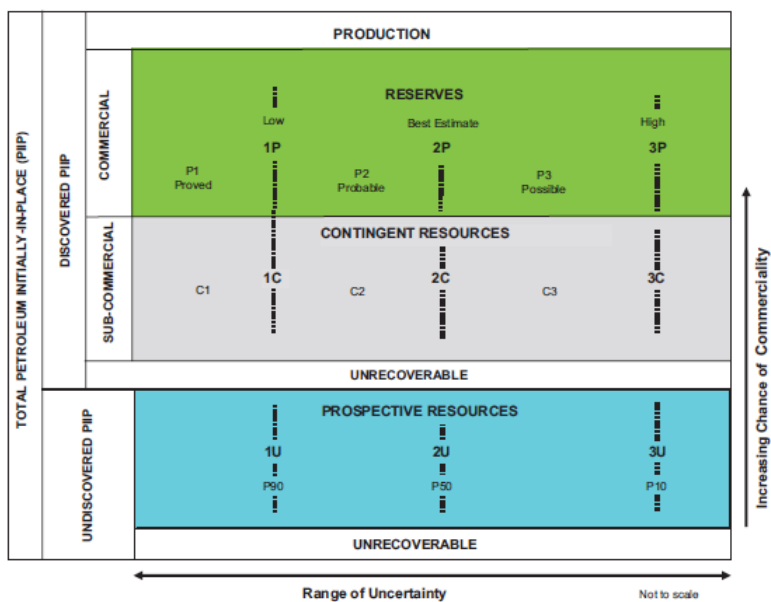 PRODUCTION
RESERVES
Low
Best Estimate
High
1P
2P
3P
P1
Proved
P2
Probable
P3
Possible
CONTINGENT RESOURCES
1C
2C
3C
C1
C2
C3
UNRECOVERABLE
PROSPECTIVE RESOURCES
1U
2U
3U
P90
P50
P10
UNRECOVERABLE
TOTAL PETROLEUM INITIALLY-IN-PLACE (PIIP)
DISCOVERED PIIP
UNDISCOVERED PIIP
COMMERCIAL
SUB-COMMERCIAL
Increasing Chance of Commerciality
Range of Uncertainty
Not to scale